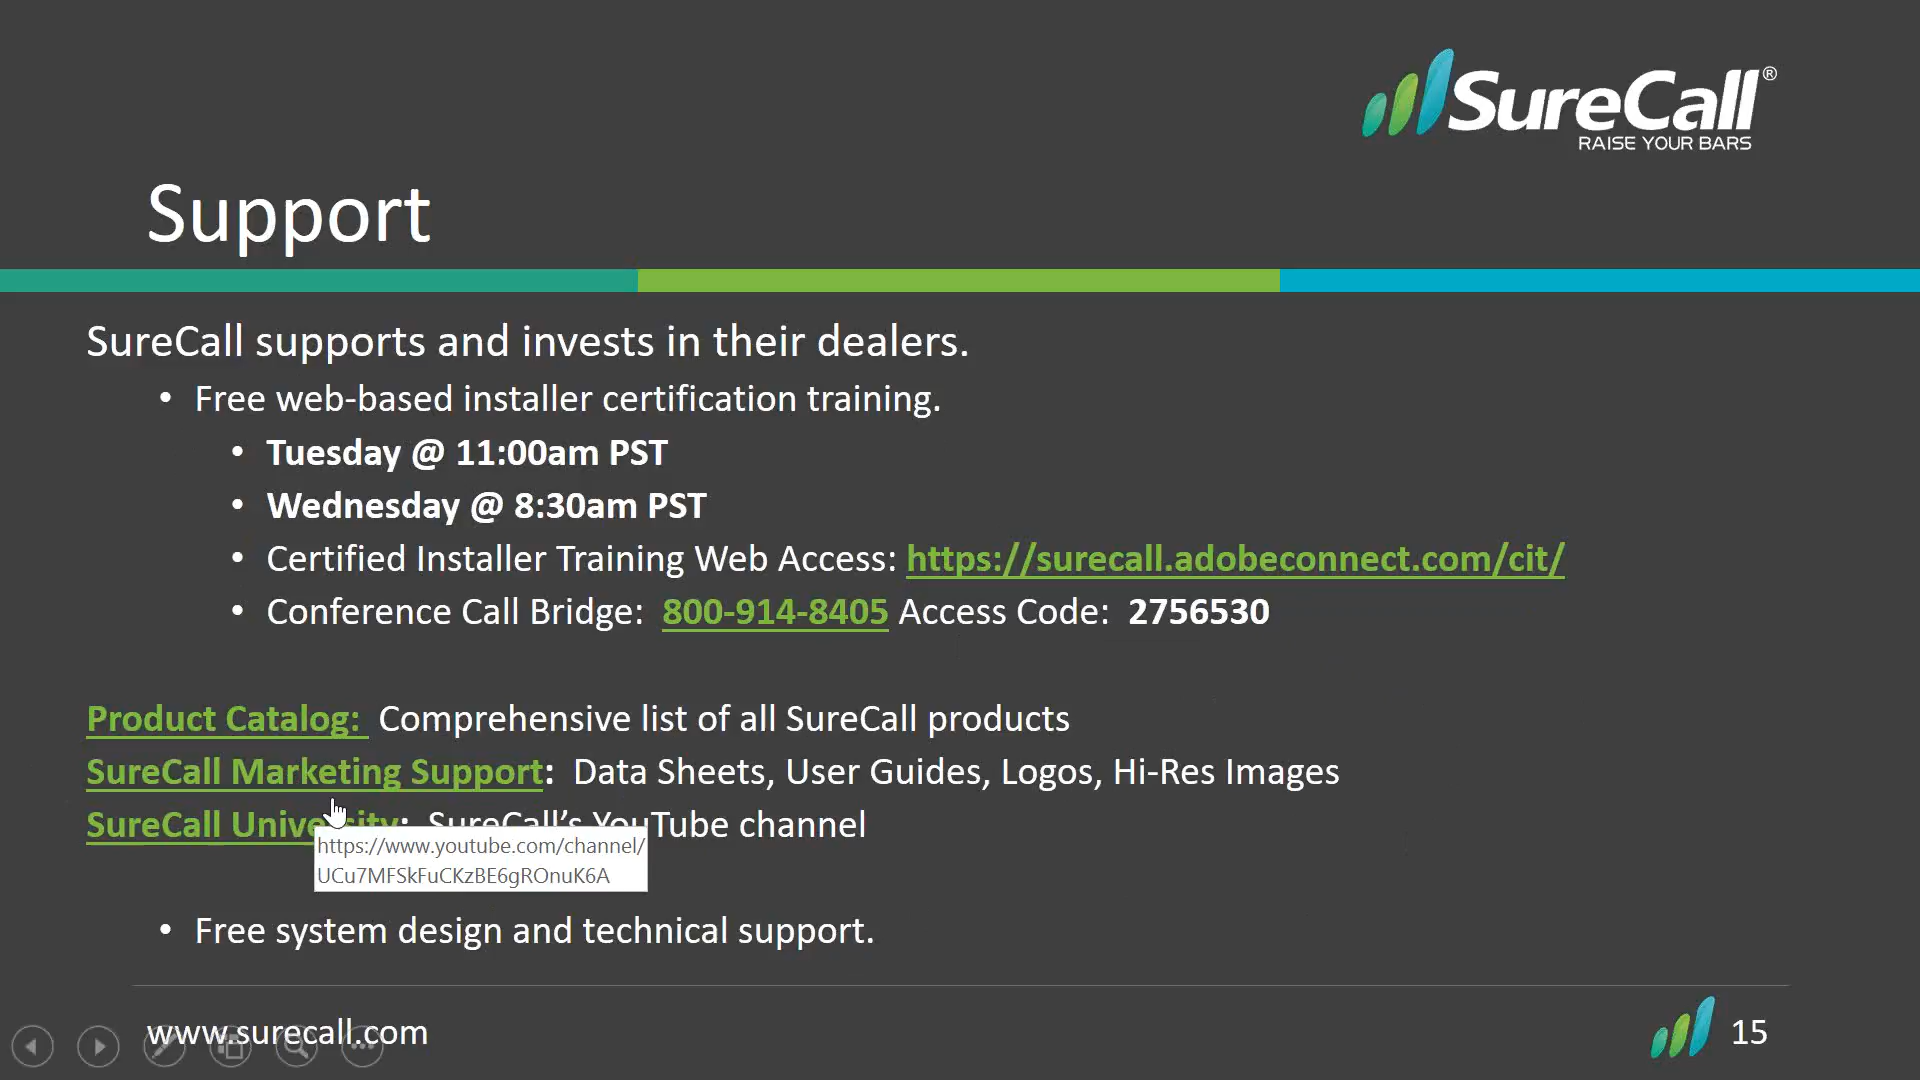 SureCall®
RAISE YOUR BARS
Support
SureCall supports and invests in their dealers.
• Free web-based installer certification training.
• Tuesday @ 11:00am PST
• Wednesday @ 8:30am PST
• Certified Installer Training Web Access: https://surecall.adobeconnect.com/cit/
• Conference Call Bridge: 800-914-8405 Access Code: 2756530
Product Catalog: Comprehensive list of all SureCall products
SureCall Marketing Support: Data Sheets, User Guides, Logos, Hi-Res Images
SureCall University: SureCall’s YouTube channel
https://www.youtube.com/channel/
UCu7MFSkFuCKzBE6gROnuK6A
• Free system design and technical support.
www.surecall.com
15